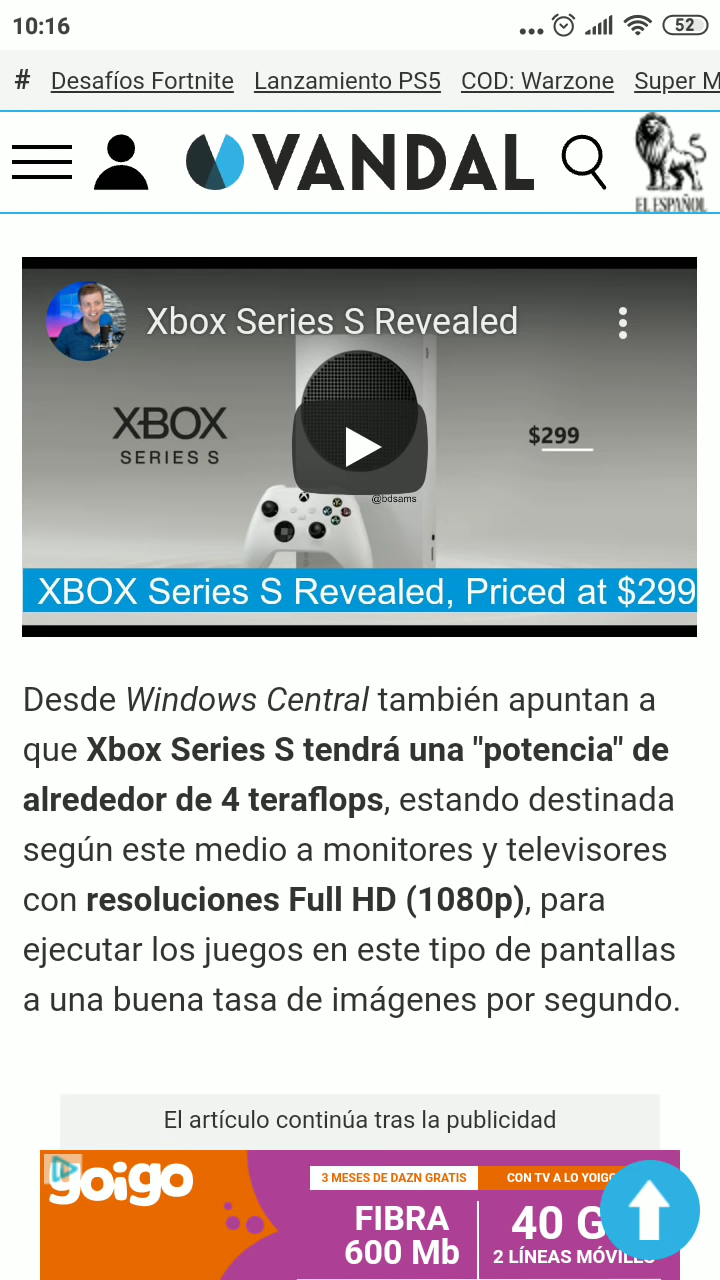 10:16
52
# Desafíos Fortnite Lanzamiento PS5 COD: Warzone Super M
VANDAL
EL ESPAÑOL
Xbox Series S Revealed
XBOX
SERIES S
$299
@bdsams
XBOX Series S Revealed, Priced at $299
Desde Windows Central también apuntan a
que Xbox Series S tendrá una "potencia" de
alrededor de 4 teraflops, estando destinada
según este medio a monitores y televisores
con resoluciones Full HD (1080p), para
ejecutar los juegos en este tipo de pantallas
a una buena tasa de imágenes por segundo.
El artículo continúa tras la publicidad
yoigo
3 MESES DE DAZN GRATIS
CON TV A LO YOIGO
FIBRA
600 Mb
40 G
2 LÍNEAS MÓVILES